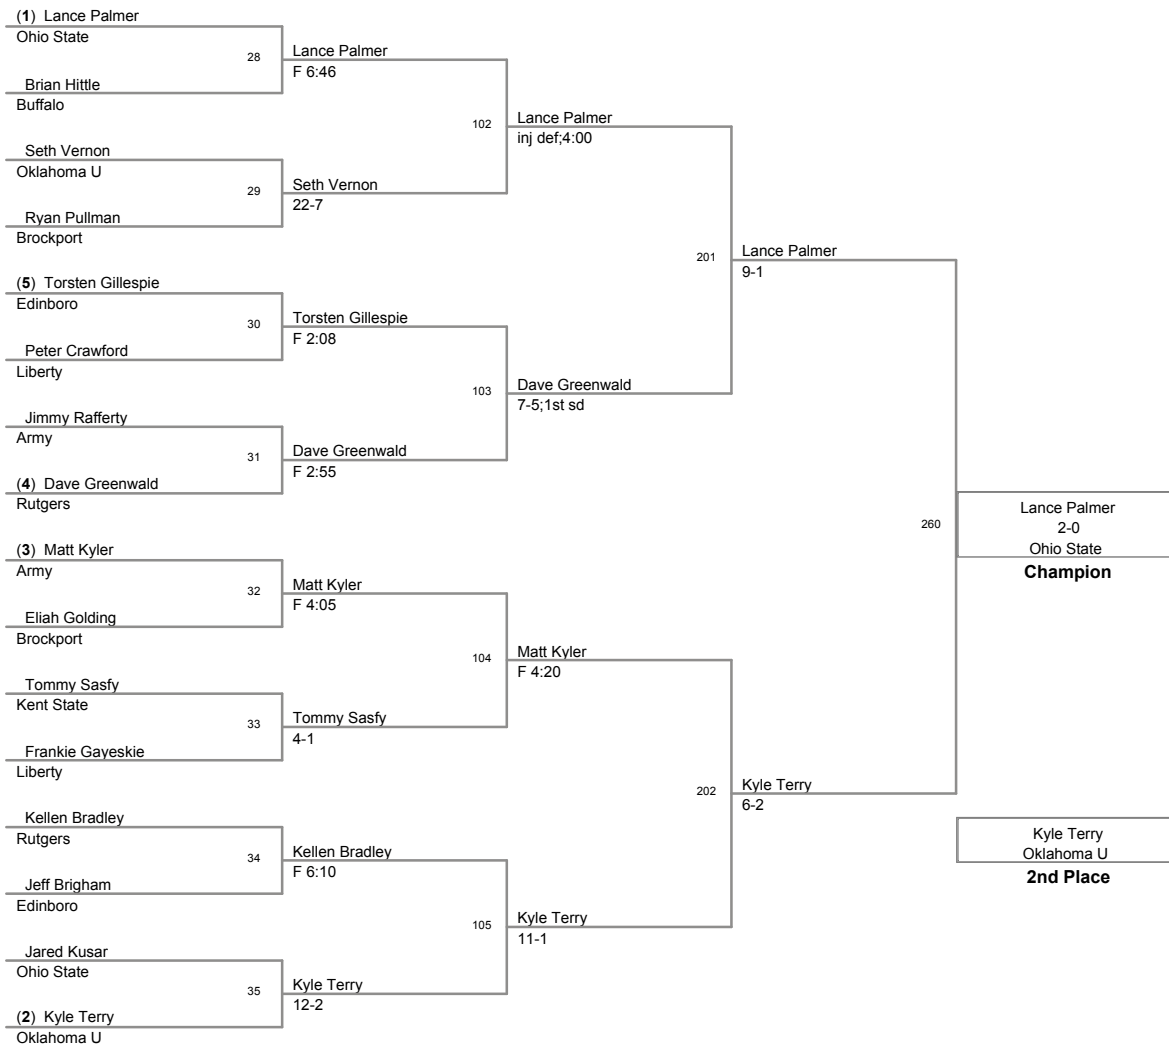 (1) Lance Palmer
Ohio State
28
Brian Hittle
Buffalo
Lance Palmer
F 6:46
Seth Vernon
Oklahoma U
29
Ryan Pullman
Brockport
Seth Vernon
22-7
102
Lance Palmer
inj def;4:00
(5) Torsten Gillespie
Edinboro
30
Peter Crawford
Liberty
Torsten Gillespie
F 2:08
Jimmy Rafferty
Army
31
(4) Dave Greenwald
Rutgers
Dave Greenwald
F 2:55
103
Dave Greenwald
7-5;1st sd
201
Lance Palmer
9-1
(3) Matt Kyler
Army
32
Eliah Golding
Brockport
Matt Kyler
F 4:05
Tommy Sasfy
Kent State
33
Frankie Gayeskie
Liberty
Tommy Sasfy
4-1
104
Matt Kyler
F 4:20
Kellen Bradley
Rutgers
34
Jeff Brigham
Edinboro
Kellen Bradley
F 6:10
Jared Kusar
Ohio State
35
(2) Kyle Terry
Oklahoma U
Kyle Terry
12-2
105
Kyle Terry
11-1
202
Kyle Terry
6-2
260
Lance Palmer
2-0
Ohio State
Champion
Kyle Terry
Oklahoma U
2nd Place